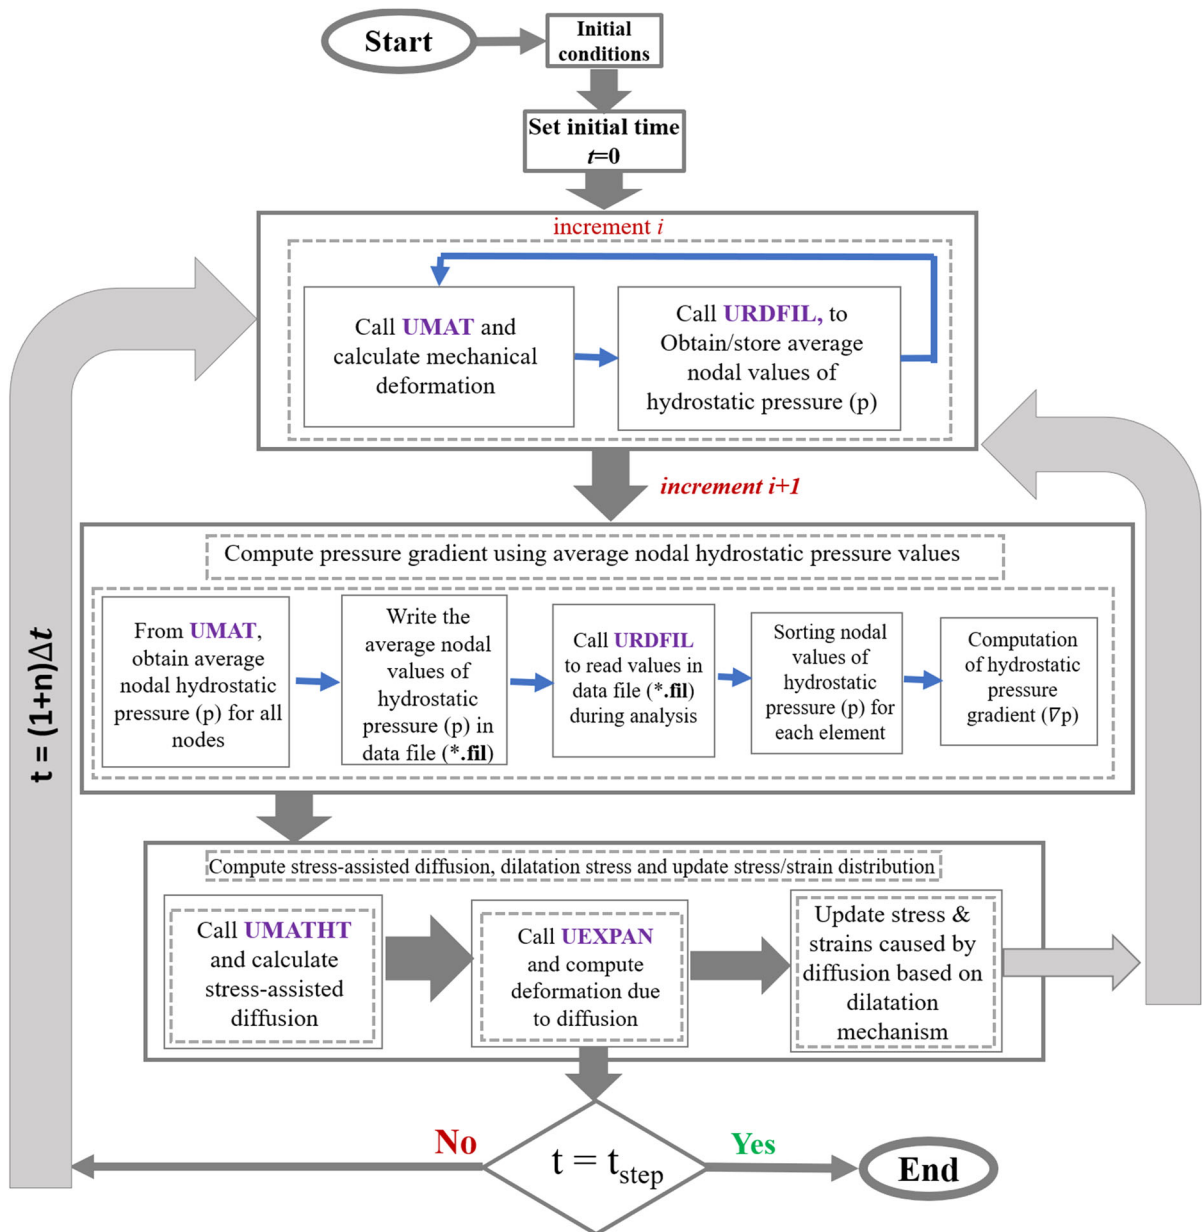 Start
Initial
conditions
Set initial time
t=0
increment i
Call UMAT and
calculate mechanical
deformation
Call URDFIL, to
Obtain/store average
nodal values of
hydrostatic pressure (p)
increment i+1
Compute pressure gradient using average nodal hydrostatic pressure values
From UMAT,
obtain average
nodal hydrostatic
pressure (p) for all
nodes
Write the
average nodal
values of
hydrostatic
pressure (p) in
data file (*.fil)
Call URDFIL
to read values in
data file (*.fil)
during analysis
Sorting nodal
values of
hydrostatic
pressure (p) for
each element
Computation
of hydrostatic
pressure
gradient (∇p)
t = (1+n)Δt
Compute stress-assisted diffusion, dilatation stress and update stress/strain distribution
Call UMATHT
and calculate
stress-assisted
diffusion
Call UEXPAN
and compute
deformation due
to diffusion
Update stress &
strains caused by
diffusion based on
dilatation
mechanism
No
t = t_step
Yes
End